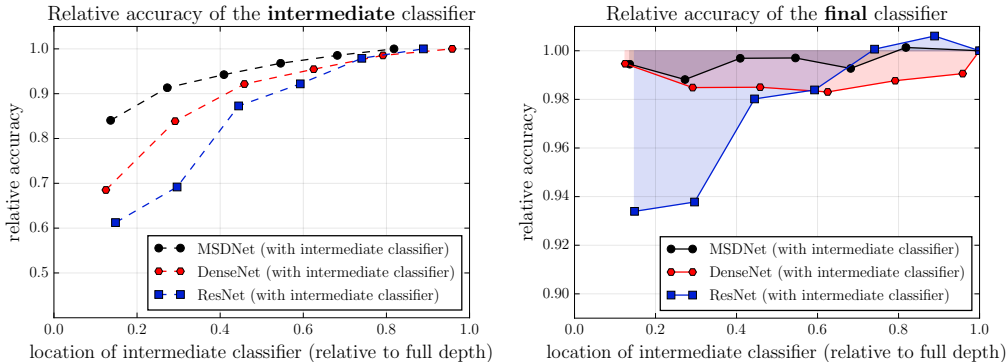 Relative accuracy of the intermediate classifier
1.0
0.9
0.8
0.7
0.6
0.5
relative accuracy
MSDNet (with intermediate classifier)
DenseNet (with intermediate classifier)
ResNet (with intermediate classifier)
0.0 0.2 0.4 0.6 0.8 1.0
location of intermediate classifier (relative to full depth)
Relative accuracy of the final classifier
1.00
0.98
0.96
0.94
0.92
0.90
relative accuracy
MSDNet (with intermediate classifier)
DenseNet (with intermediate classifier)
ResNet (with intermediate classifier)
0.0 0.2 0.4 0.6 0.8 1.0
location of intermediate classifier (relative to full depth)